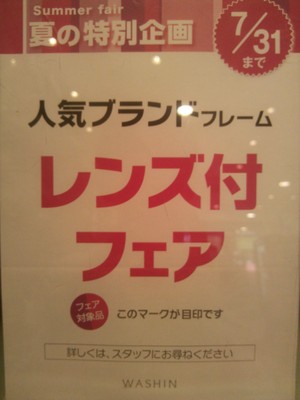 Summer fair
夏の特別企画
7/31
まで
人気ブランドフレーム
レンズ付
フェア
フェア
対象品
このマークが目印です
詳しくは、スタッフにお尋ねください
WASHIN